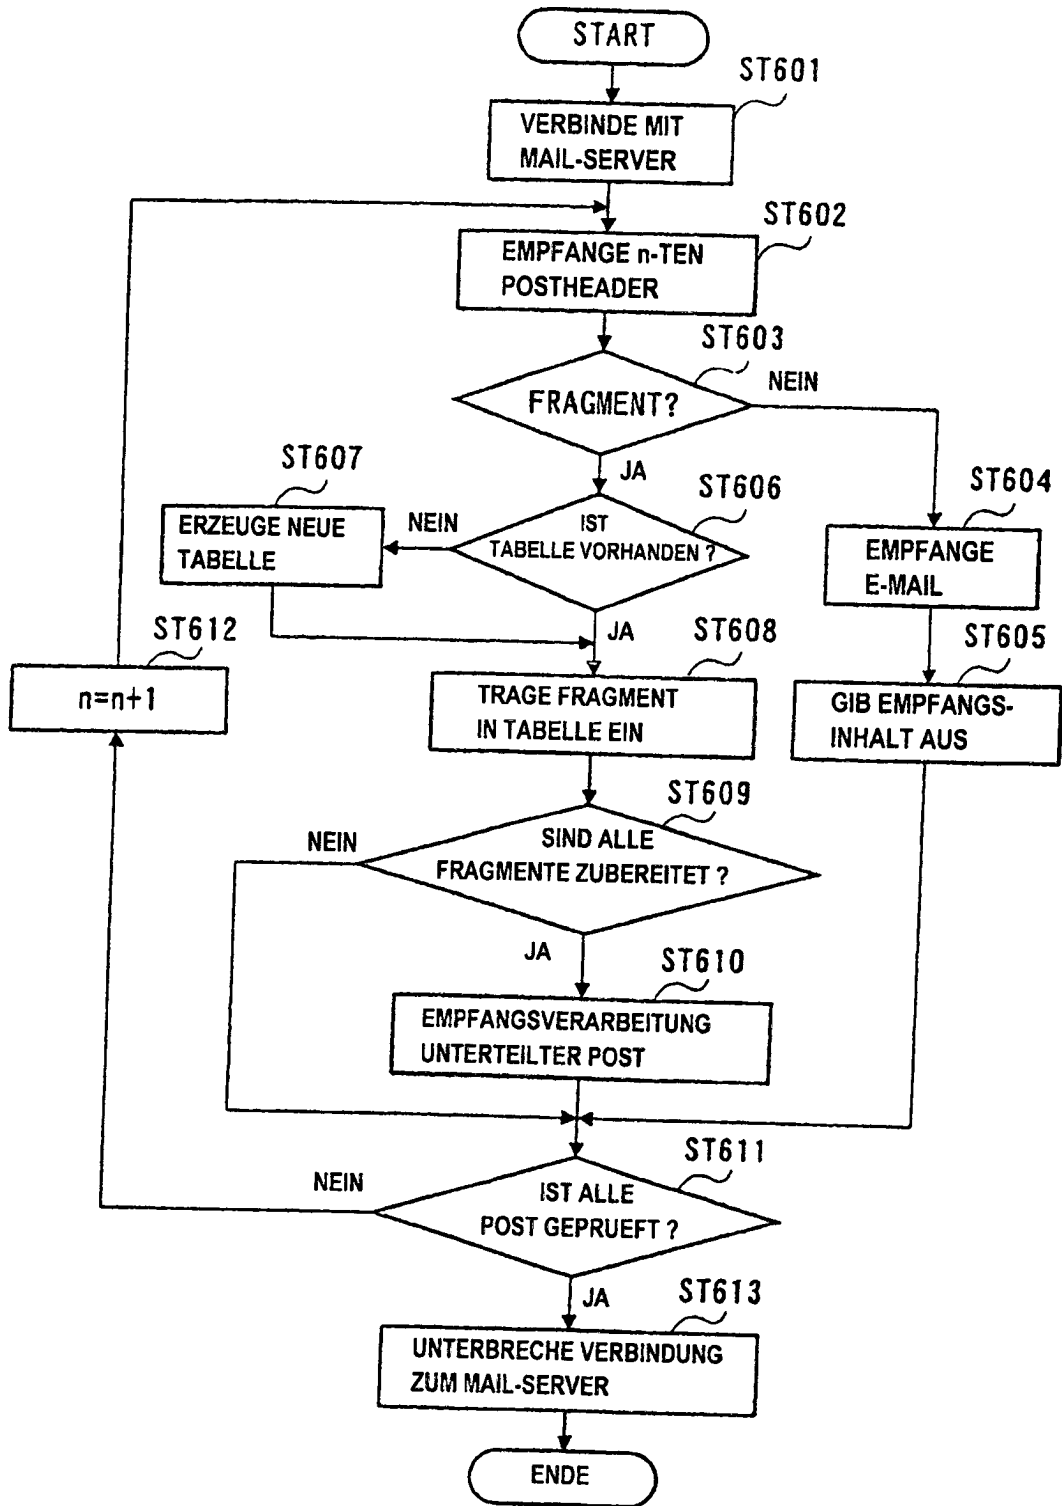 START
ST601
VERBINDE MIT
MAIL-SERVER
ST602
EMPFANGE n-TEN
POSTHEADER
ST603
FRAGMENT?
NEIN
JA
ST607
ERZEUGE NEUE
TABELLE
NEIN
ST606
IST
TABELLE VORHANDEN ?
JA
ST604
EMPFANGE
E-MAIL
ST605
GIB EMPFANGS-
INHALT AUS
ST612
n=n+1
ST608
TRAGE FRAGMENT
IN TABELLE EIN
ST609
SIND ALLE
FRAGMENTE ZUBEREITET ?
NEIN
JA
ST610
EMPFANGSVERARBEITUNG
UNTERTEILTER POST
ST611
IST ALLE
POST GEPRUEFT ?
NEIN
JA
ST613
UNTERBRECHE VERBINDUNG
ZUM MAIL-SERVER
ENDE